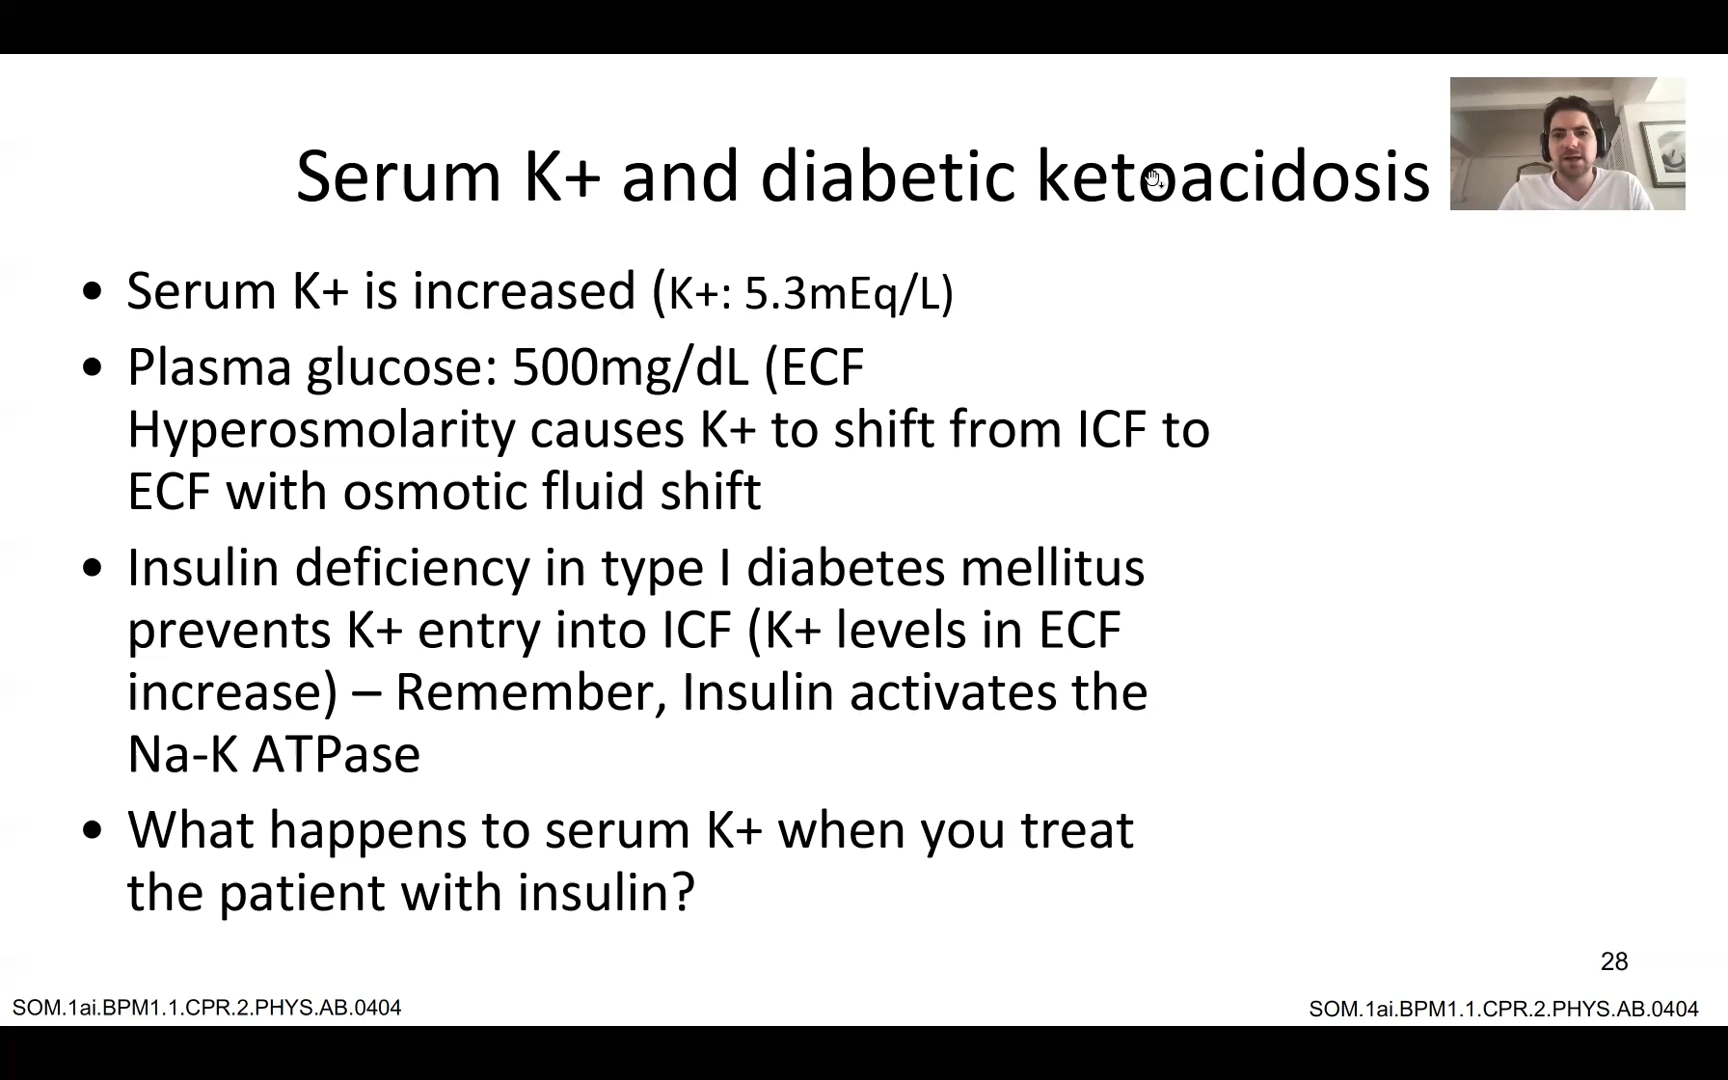 Serum K+ and diabetic ketoacidosis
• Serum K+ is increased (K+: 5.3mEq/L)
• Plasma glucose: 500mg/dL (ECF
Hyperosmolarity causes K+ to shift from ICF to
ECF with osmotic fluid shift
• Insulin deficiency in type I diabetes mellitus
prevents K+ entry into ICF (K+ levels in ECF
increase) – Remember, Insulin activates the
Na-K ATPase
• What happens to serum K+ when you treat
the patient with insulin?
28
SOM.1ai.BPM1.1.CPR.2.PHYS.AB.0404
SOM.1ai.BPM1.1.CPR.2.PHYS.AB.0404